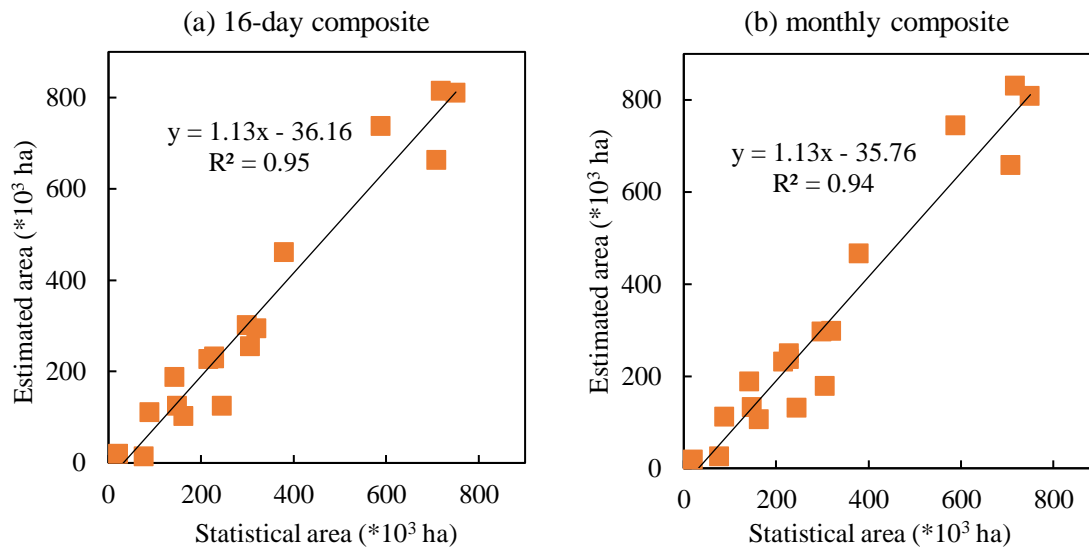 (a) 16-day composite
800
600
400
200
0
Estimated area (*10³ ha)
y = 1.13x - 36.16
R² = 0.95
0 200 400 600 800
Statistical area (*10³ ha)
(b) monthly composite
800
600
400
200
0
Estimated area (*10³ ha)
y = 1.13x - 35.76
R² = 0.94
0 200 400 600 800
Statistical area (*10³ ha)